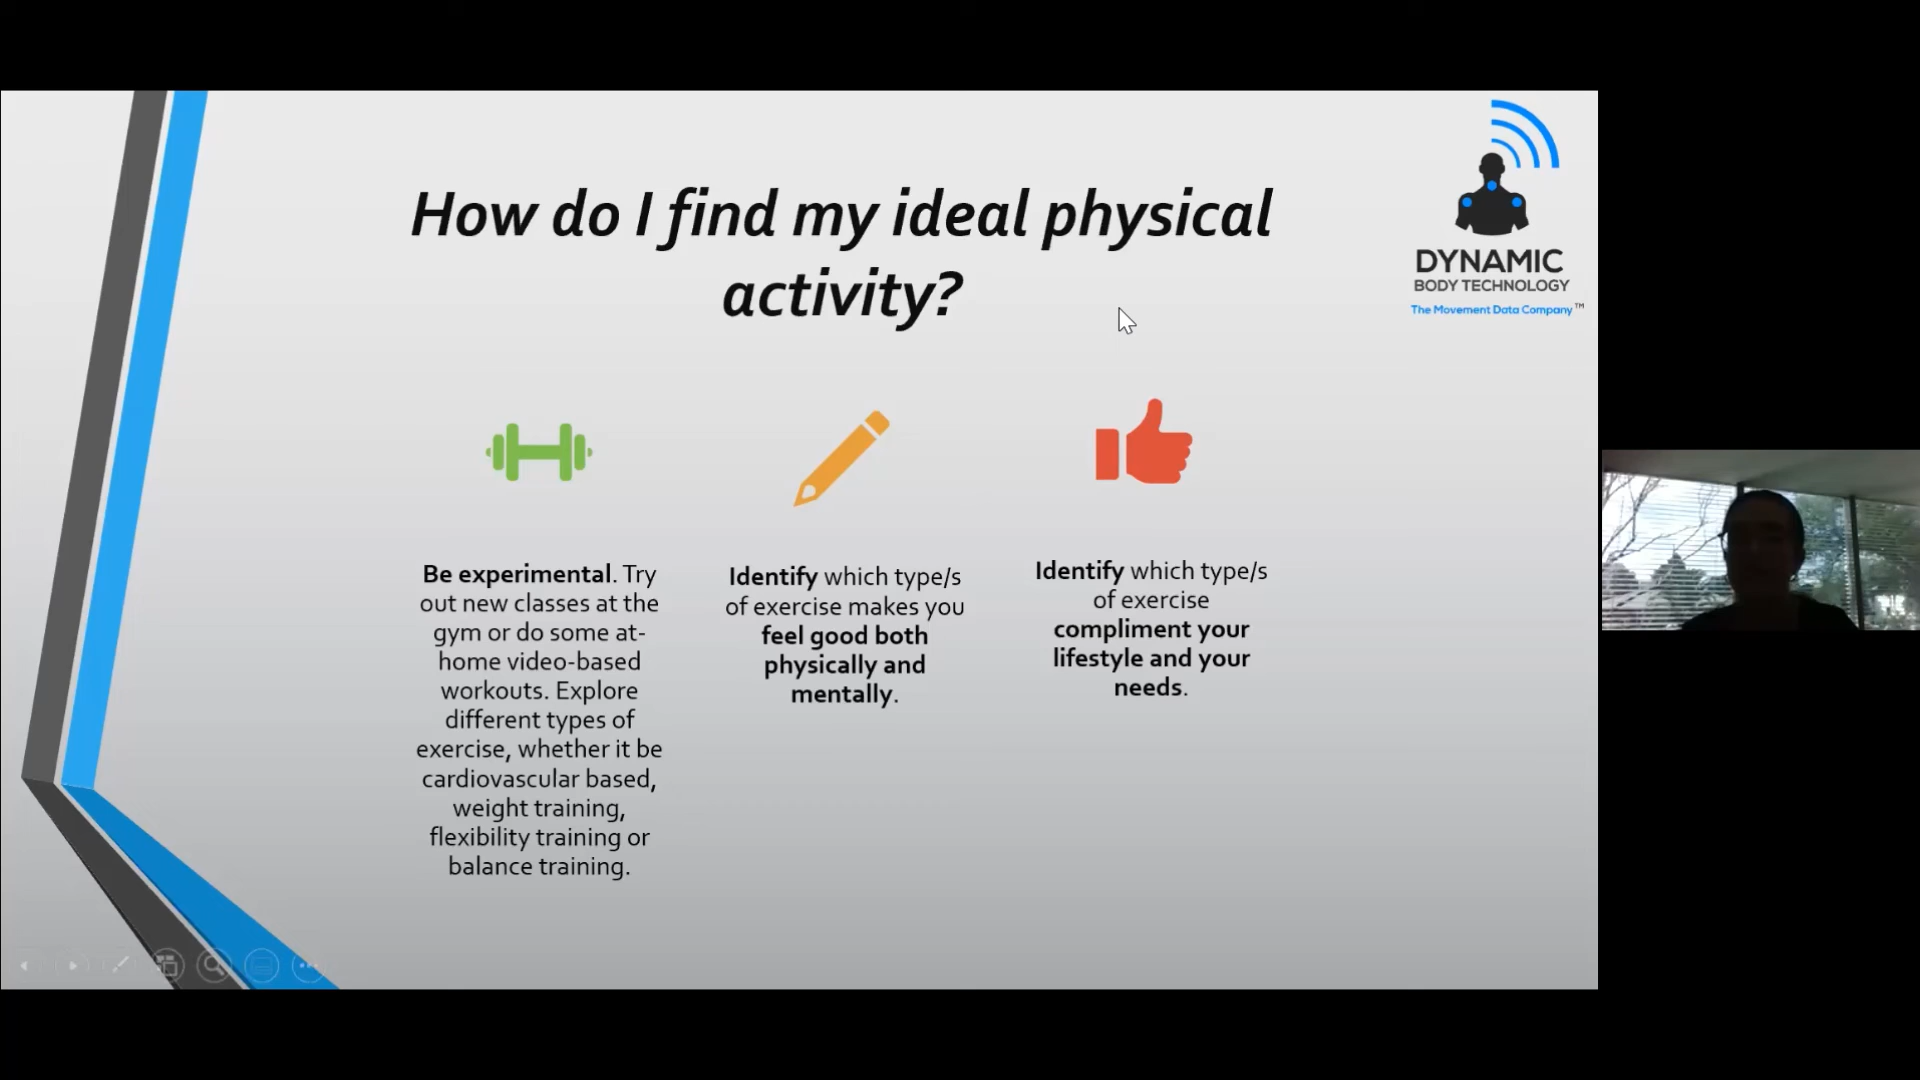 How do I find my ideal physical
activity?
DYNAMIC
BODY TECHNOLOGY
The Movement Data Company™
Be experimental. Try
out new classes at the
gym or do some at-
home video-based
workouts. Explore
different types of
exercise, whether it be
cardiovascular based,
weight training,
flexibility training or
balance training.
Identify which type/s
of exercise makes you
feel good both
physically and
mentally.
Identify which type/s
of exercise
compliment your
lifestyle and your
needs.